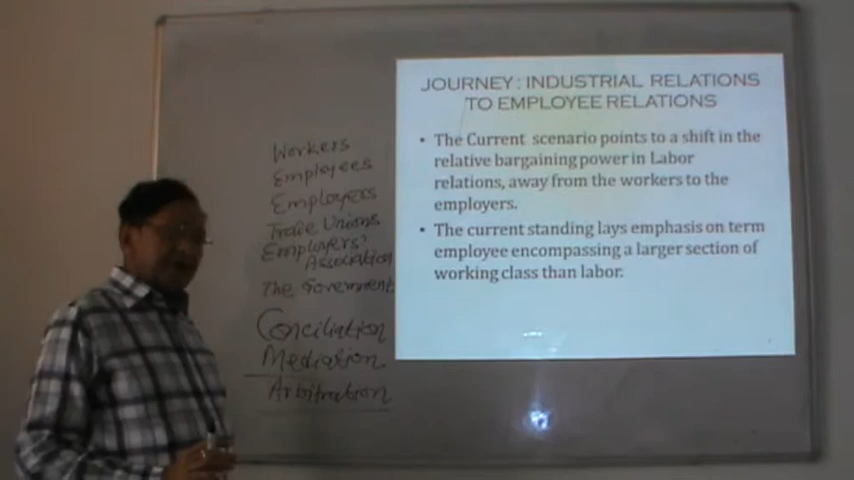 Workers
Employees
Employers
Trade Unions
Employers'
Association
The Government
Conciliation
Mediation
Arbitration
JOURNEY: INDUSTRIAL RELATIONS
TO EMPLOYEE RELATIONS
• The Current scenario points to a shift in the
relative bargaining power in Labor
relations, away from the workers to the
employers.
• The current standing lays emphasis on term
employee encompassing a larger section of
working class than labor.